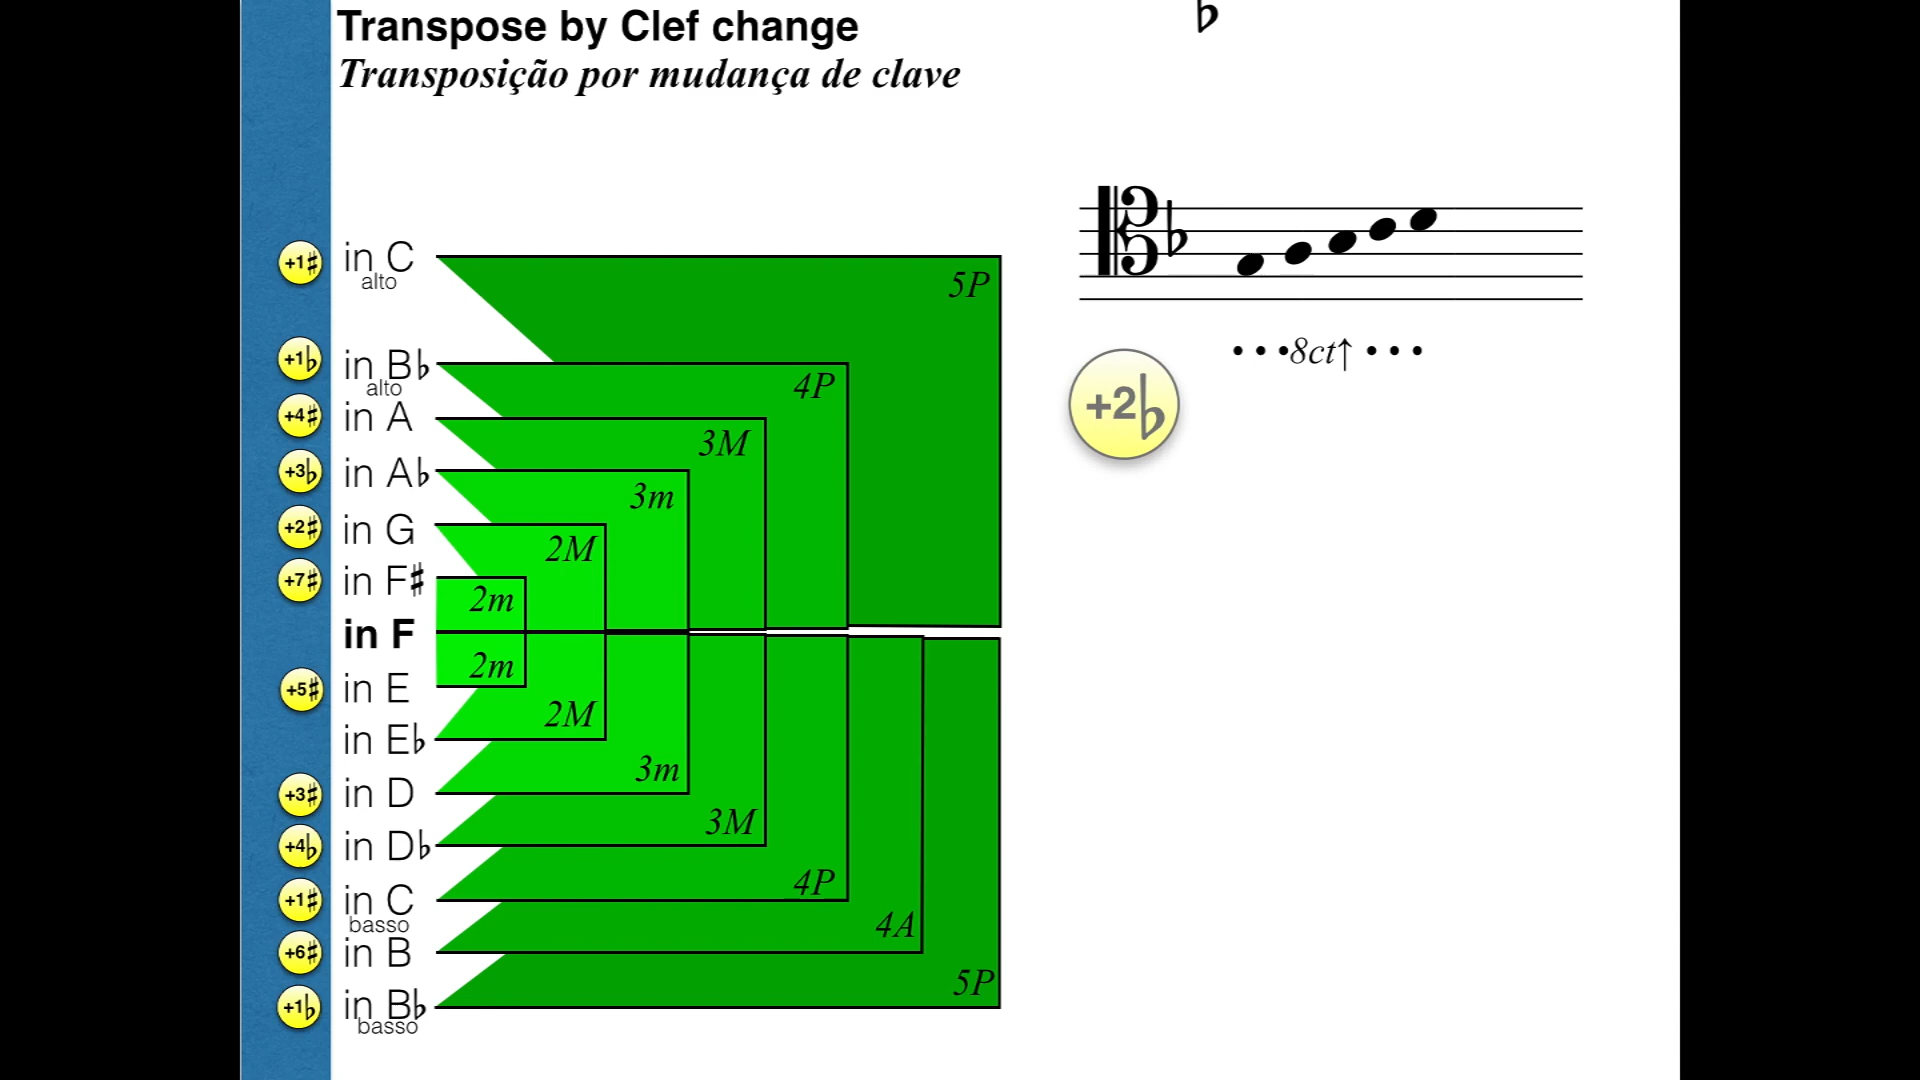 Transpose by Clef change
Transposição por mudança de clave
♭
+1♯ in C 5P
alto
+1♭ in B♭ 4P
alto
+4♯ in A 3M
+3♭ in A♭ 3m
+2♯ in G 2M
+7♯ in F♯ 2m
in F
+5♯ in E 2m
in E♭ 2M
+3♯ in D 3m
+4♭ in D♭ 3M
+1♯ in C 4P
basso
+6♯ in B 4A
+1♭ in B♭ 5P
basso
•••8ct↑•••
+2♭